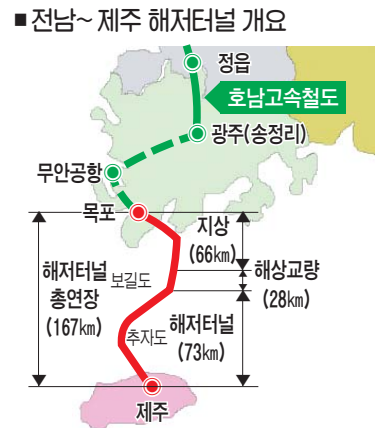 ■ 전남~ 제주 해저터널 개요
정읍
호남고속철도
광주(송정리)
무안공항
목포
지상
(66㎞)
해저터널
총연장
(167㎞)
보길도
해상교량
(28㎞)
추자도
해저터널
(73㎞)
제주